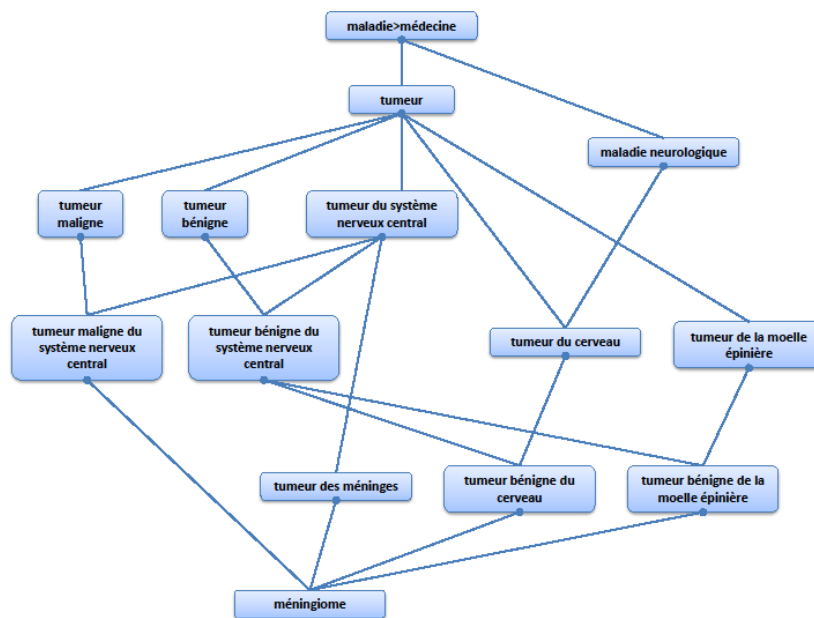 maladie>médecine
tumeur
maladie neurologique
tumeur
maligne
tumeur
bénigne
tumeur du système
nerveux central
tumeur maligne du
système nerveux
central
tumeur bénigne du
système nerveux
central
tumeur du cerveau
tumeur de la moelle
épinière
tumeur des méninges
tumeur bénigne du
cerveau
tumeur bénigne de la
moelle épinière
méningiome